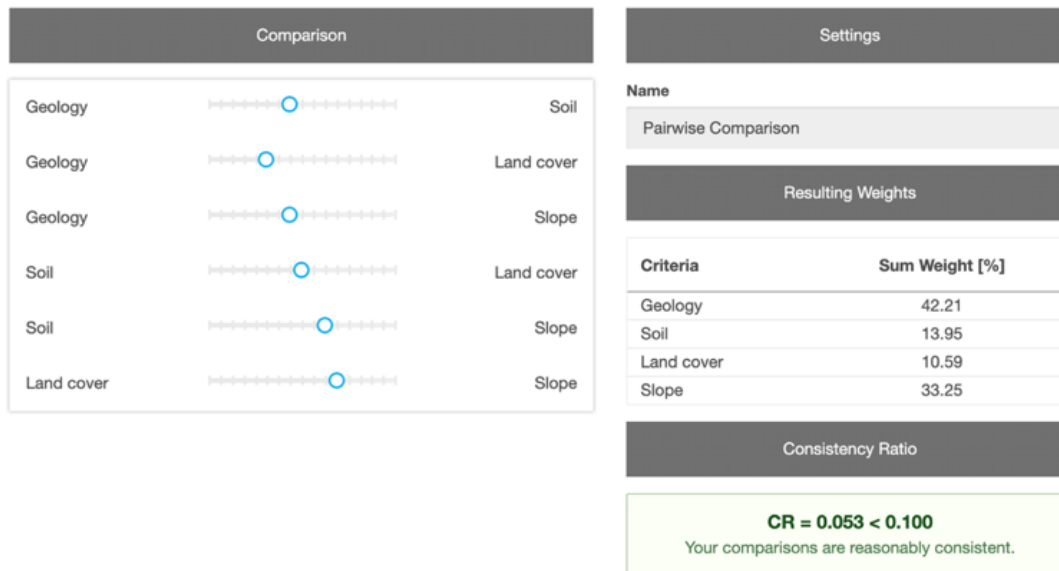 Comparison
Geology Soil
Geology Land cover
Geology Slope
Soil Land cover
Soil Slope
Land cover Slope
Settings
Name
Pairwise Comparison
Resulting Weights
Criteria Sum Weight [%]
Geology 42.21
Soil 13.95
Land cover 10.59
Slope 33.25
Consistency Ratio
CR = 0.053 < 0.100
Your comparisons are reasonably consistent.